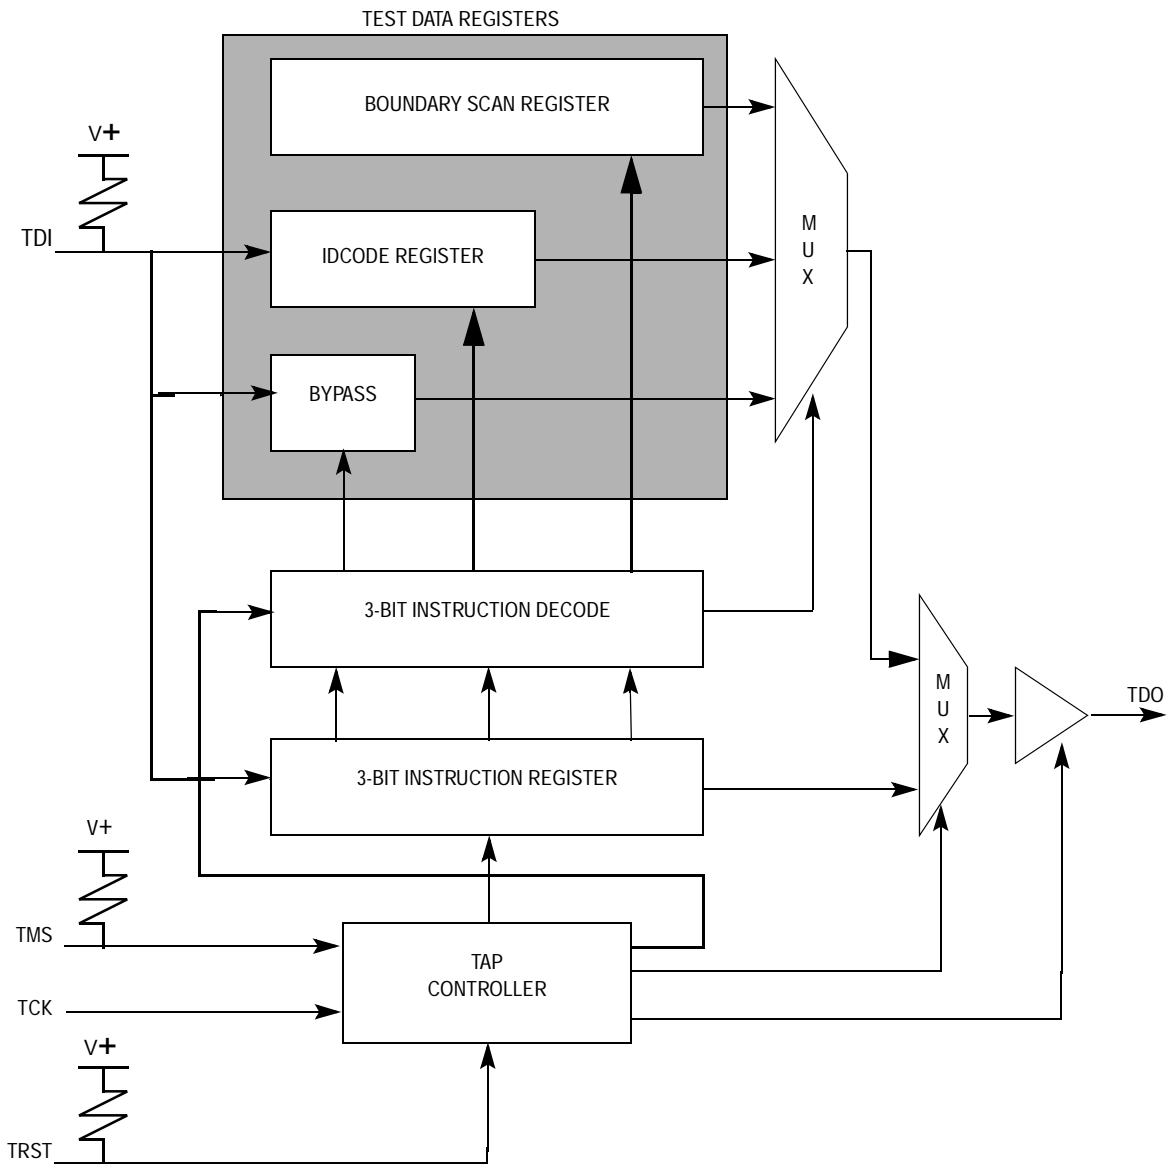 TEST DATA REGISTERS
BOUNDARY SCAN REGISTER
V+
TDI
IDCODE REGISTER
M
U
X
BYPASS
3-BIT INSTRUCTION DECODE
M
U
X
TDO
3-BIT INSTRUCTION REGISTER
V+
TMS
TAP
CONTROLLER
TCK
V+
TRST